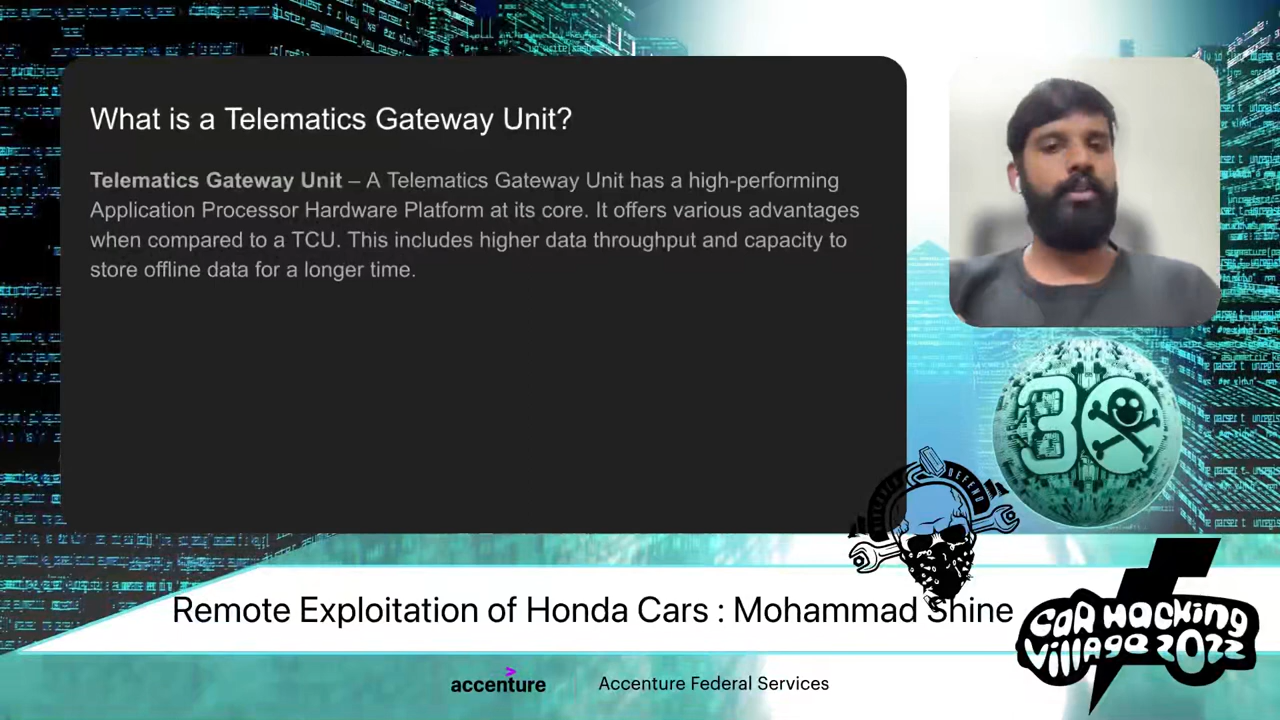 What is a Telematics Gateway Unit?
Telematics Gateway Unit – A Telematics Gateway Unit has a high-performing
Application Processor Hardware Platform at its core. It offers various advantages
when compared to a TCU. This includes higher data throughput and capacity to
store offline data for a longer time.
30
DEFEND
Remote Exploitation of Honda Cars : Mohammad Shine
CAR HACKING
VILLAGE 2022
accenture
Accenture Federal Services